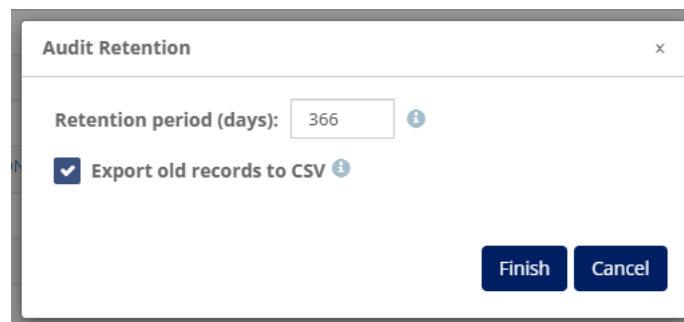 Audit Retention x
Retention period (days): 366
Export old records to CSV
Finish Cancel